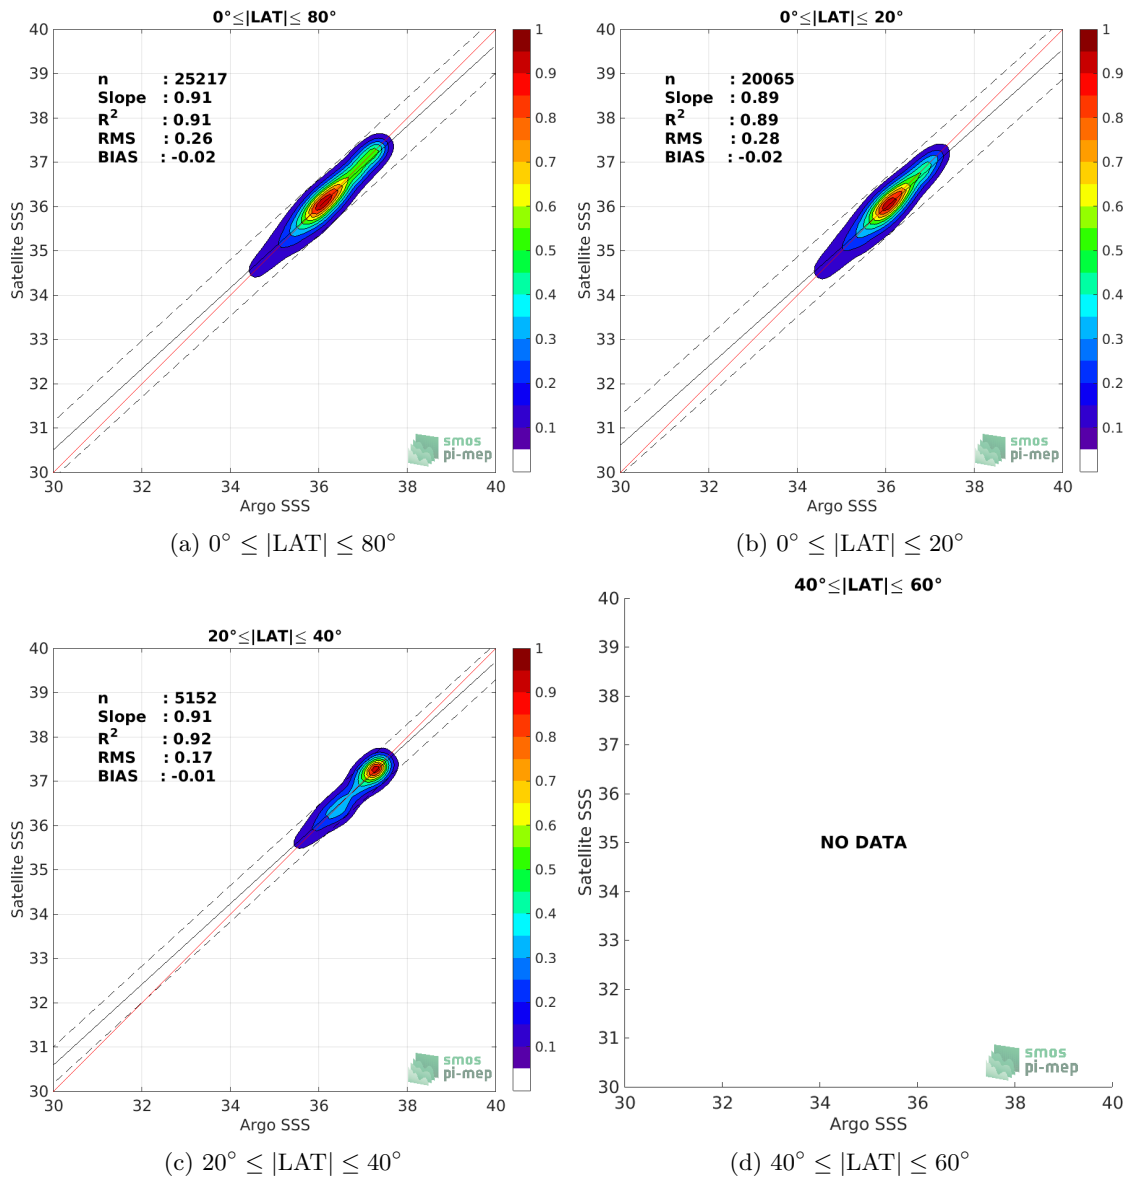 0°≤|LAT|≤ 80°
40
39
38
37
36
35
34
33
32
31
30
Satellite SSS
n : 25217
Slope : 0.91
R2 : 0.91
RMS : 0.26
BIAS : -0.02
smos
pi-mep
30 32 34 36 38 40
Argo SSS
1
0.9
0.8
0.7
0.6
0.5
0.4
0.3
0.2
0.1
(a) 0° ≤ |LAT| ≤ 80°
0°≤|LAT|≤ 20°
40
39
38
37
36
35
34
33
32
31
30
Satellite SSS
n : 20065
Slope : 0.89
R2 : 0.89
RMS : 0.28
BIAS : -0.02
smos
pi-mep
30 32 34 36 38 40
Argo SSS
1
0.9
0.8
0.7
0.6
0.5
0.4
0.3
0.2
0.1
(b) 0° ≤ |LAT| ≤ 20°
20°≤|LAT|≤ 40°
40
39
38
37
36
35
34
33
32
31
30
Satellite SSS
n : 5152
Slope : 0.91
R2 : 0.92
RMS : 0.17
BIAS : -0.01
smos
pi-mep
30 32 34 36 38 40
Argo SSS
1
0.9
0.8
0.7
0.6
0.5
0.4
0.3
0.2
0.1
(c) 20° ≤ |LAT| ≤ 40°
40°≤|LAT|≤ 60°
40
39
38
37
36
35
34
33
32
31
30
Satellite SSS
NO DATA
smos
pi-mep
30 32 34 36 38 40
Argo SSS
(d) 40° ≤ |LAT| ≤ 60°